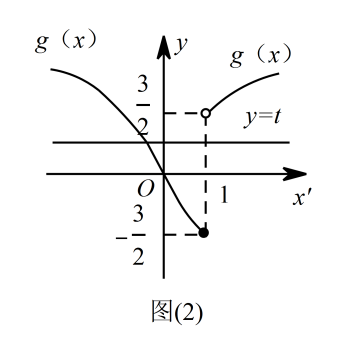 g（x）
y
g（x）
3/2
y=t
O
1
x′
−3/2
图(2)